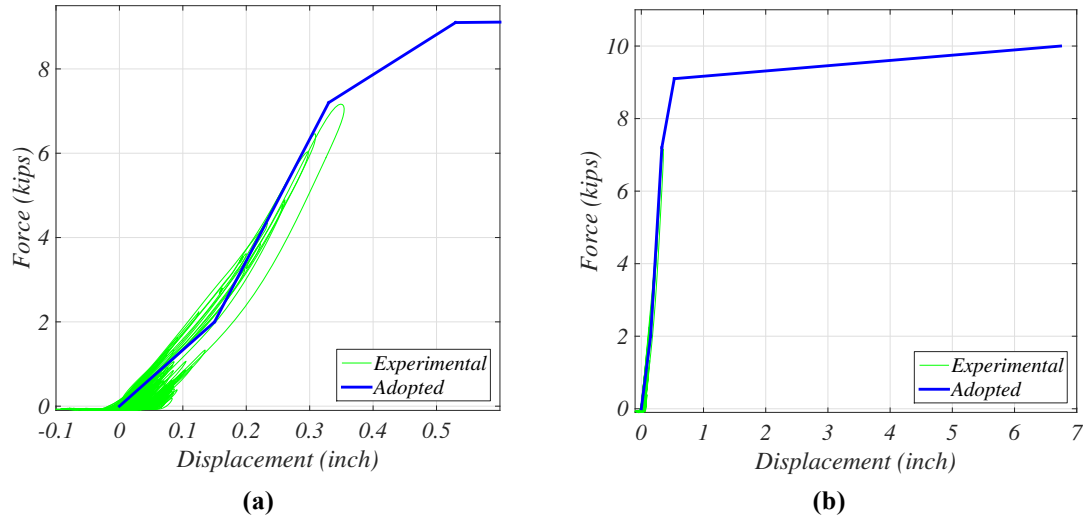 8
6
4
2
0
-0.1 0 0.1 0.2 0.3 0.4 0.5
Force (kips)
Displacement (inch)
Experimental
Adopted
(a)
10
8
6
4
2
0
0 1 2 3 4 5 6 7
Force (kips)
Displacement (inch)
Experimental
Adopted
(b)